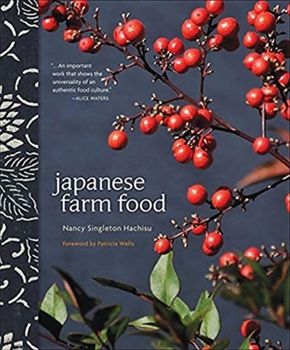 "...An important
work that shows the
universality of an
authentic food culture."
—ALICE WATERS
japanese
farm food
Nancy Singleton Hachisu
Foreword by Patricia Wells